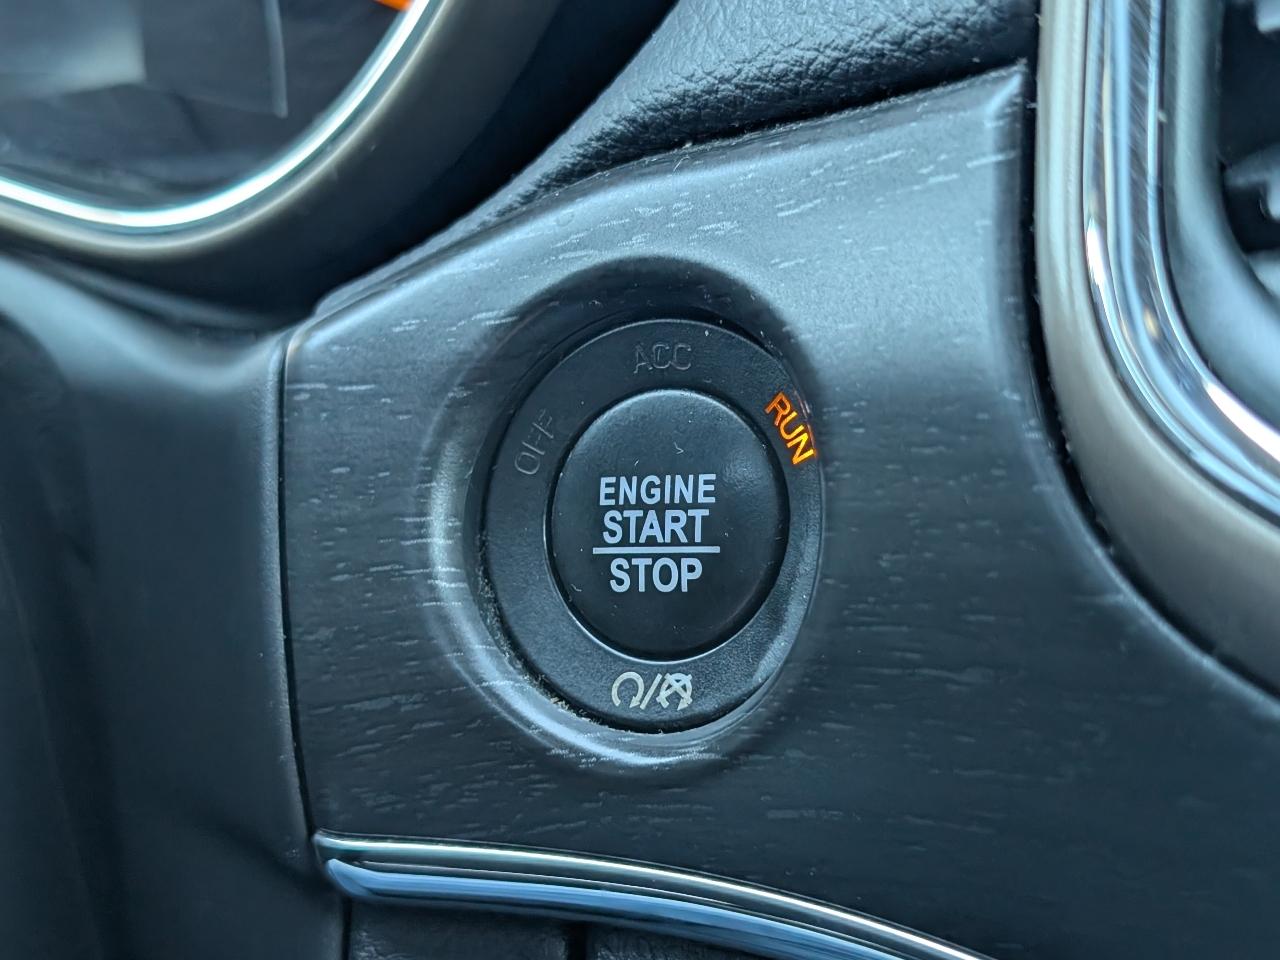 ACC
OFF
RUN
ENGINE
START
STOP